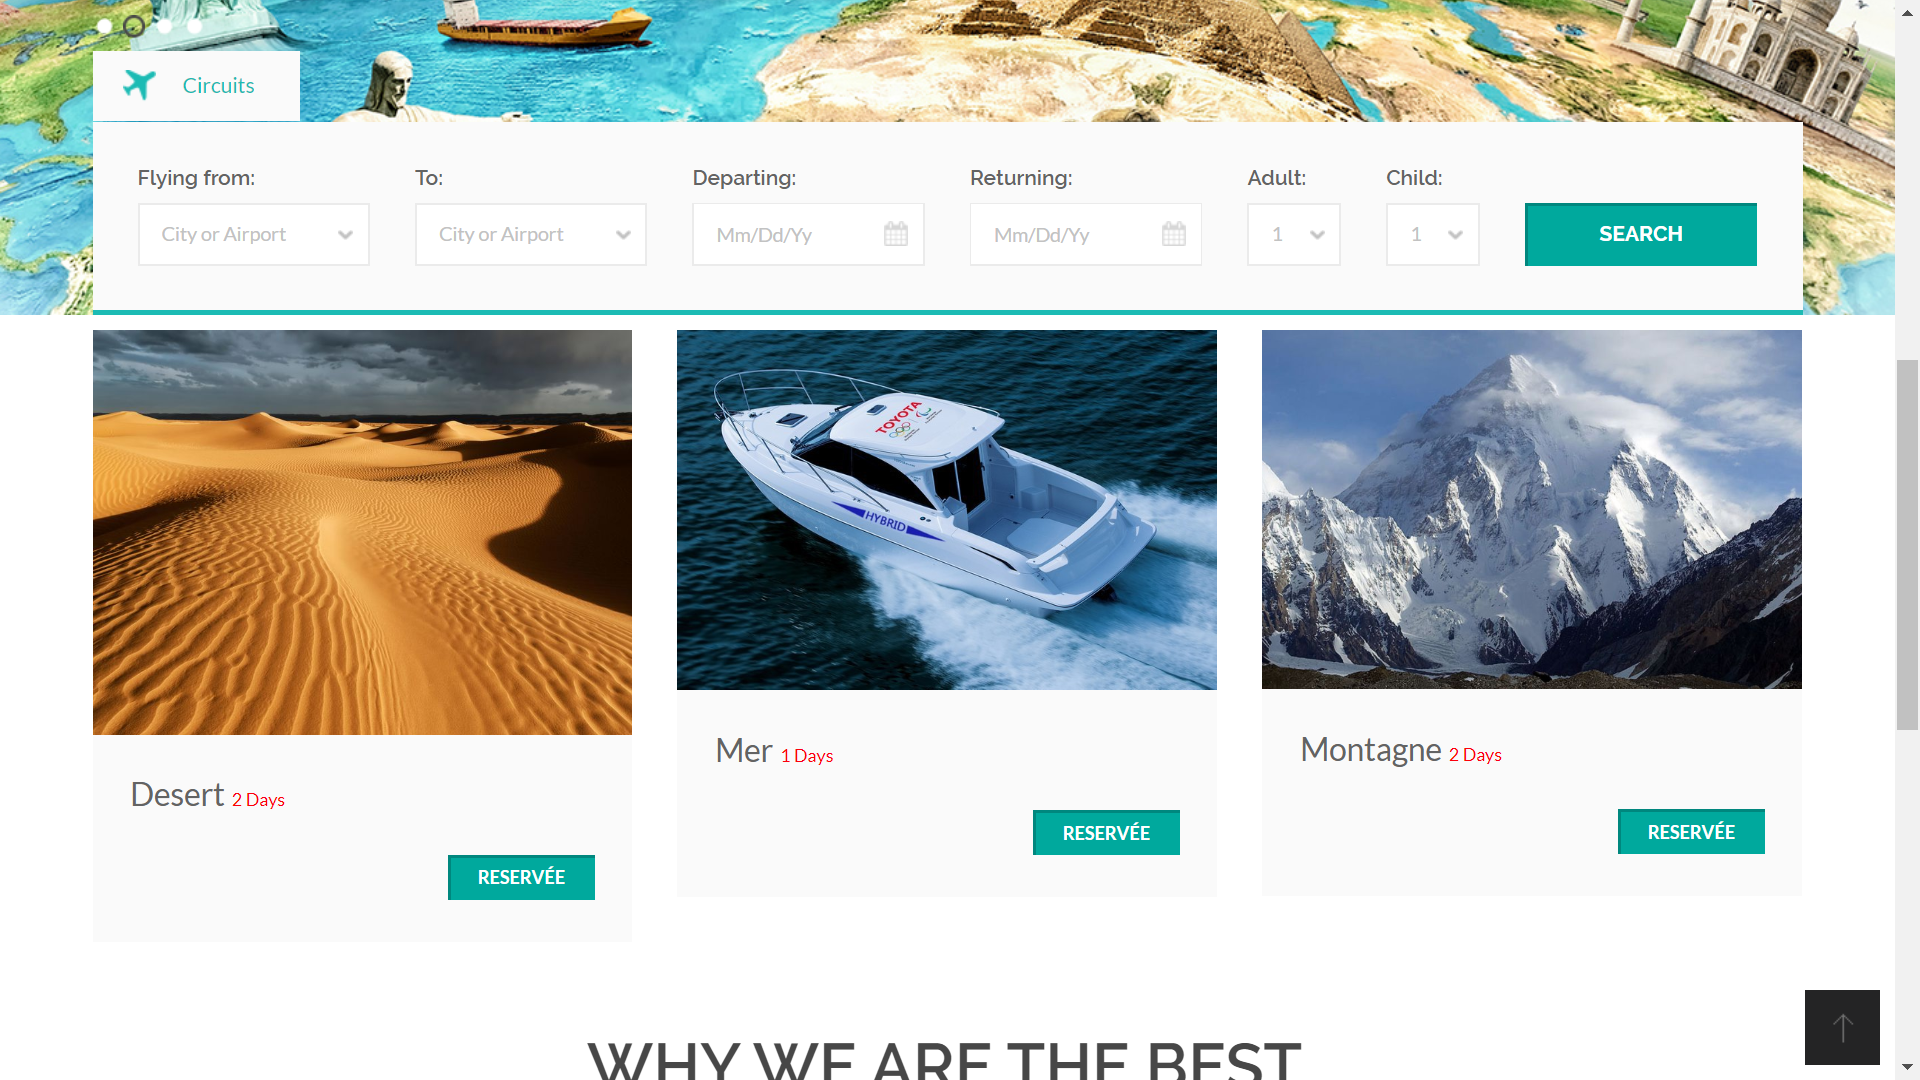 Circuits
Flying from:
To:
Departing:
Returning:
Adult:
Child:
City or Airport
City or Airport
Mm/Dd/Yy
Mm/Dd/Yy
1
1
SEARCH
TOYOTA
HYBRID
Desert 2 Days
RESERVÉE
Mer 1 Days
RESERVÉE
Montagne 2 Days
RESERVÉE
WHY WE ARE THE BEST